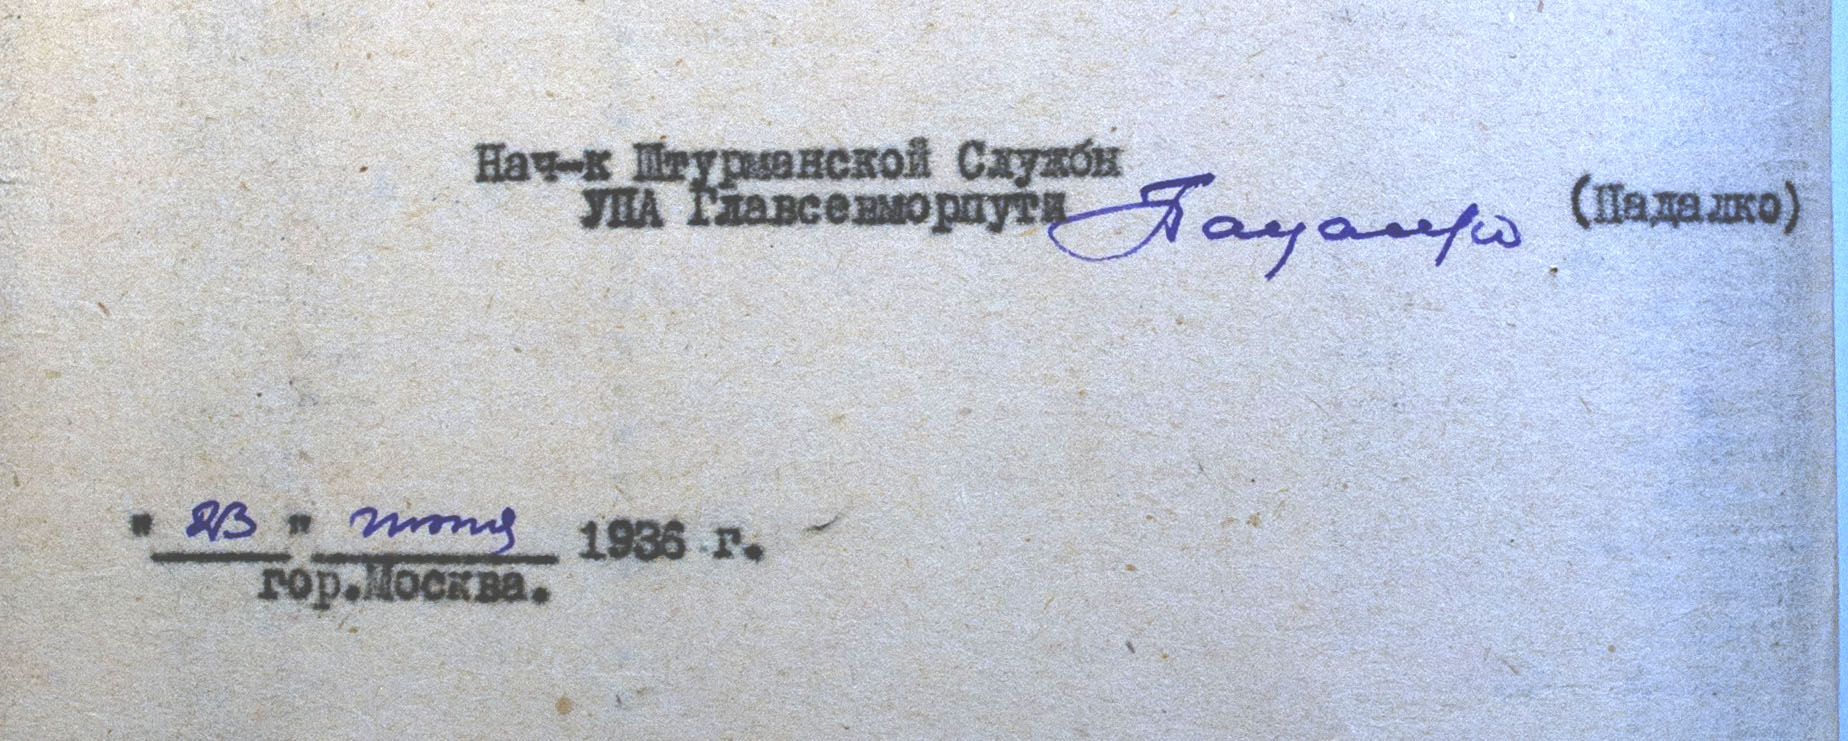 Нач-к Штурманской Службы
УПА Главсевморпути Падалко (Падалко)
" 23 " июня 1936 г.
гор.Москва.